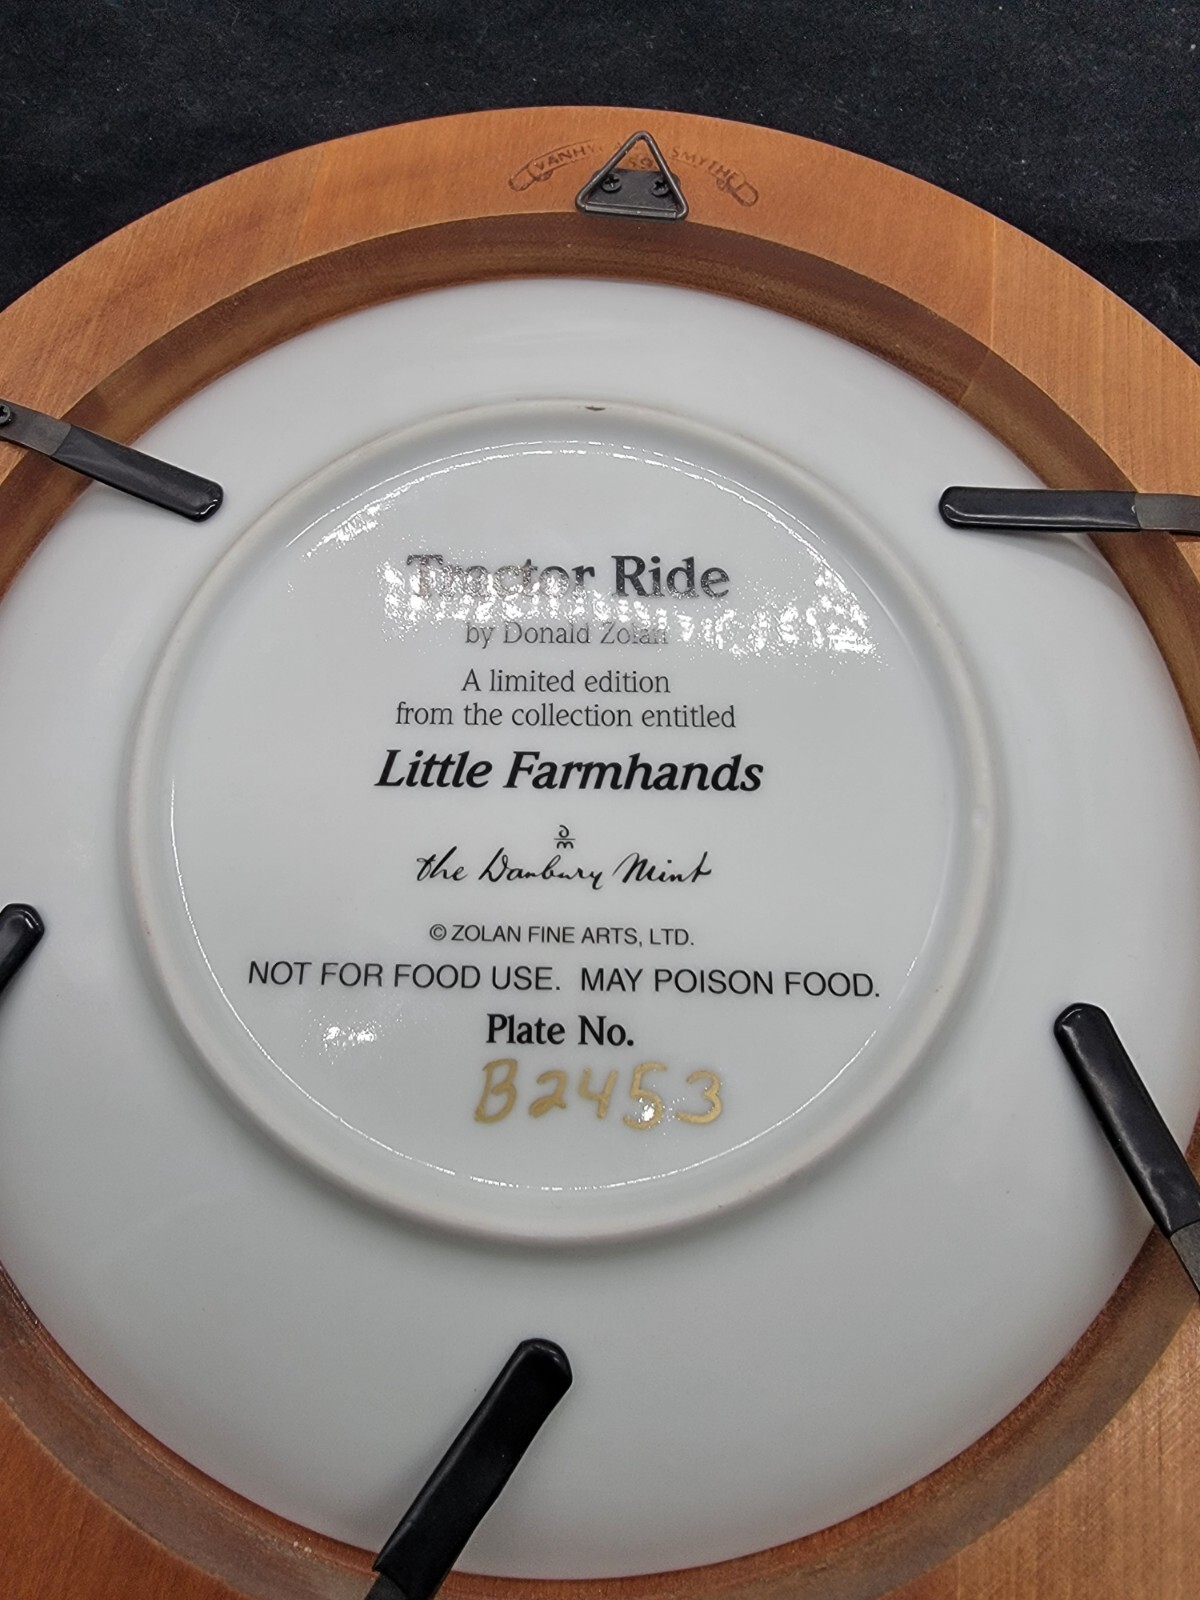 SMYTHE
Tractor Ride
by Donald Zolan
A limited edition
from the collection entitled
Little Farmhands
the Danbury Mint
© ZOLAN FINE ARTS, LTD.
NOT FOR FOOD USE. MAY POISON FOOD.
Plate No.
B2453